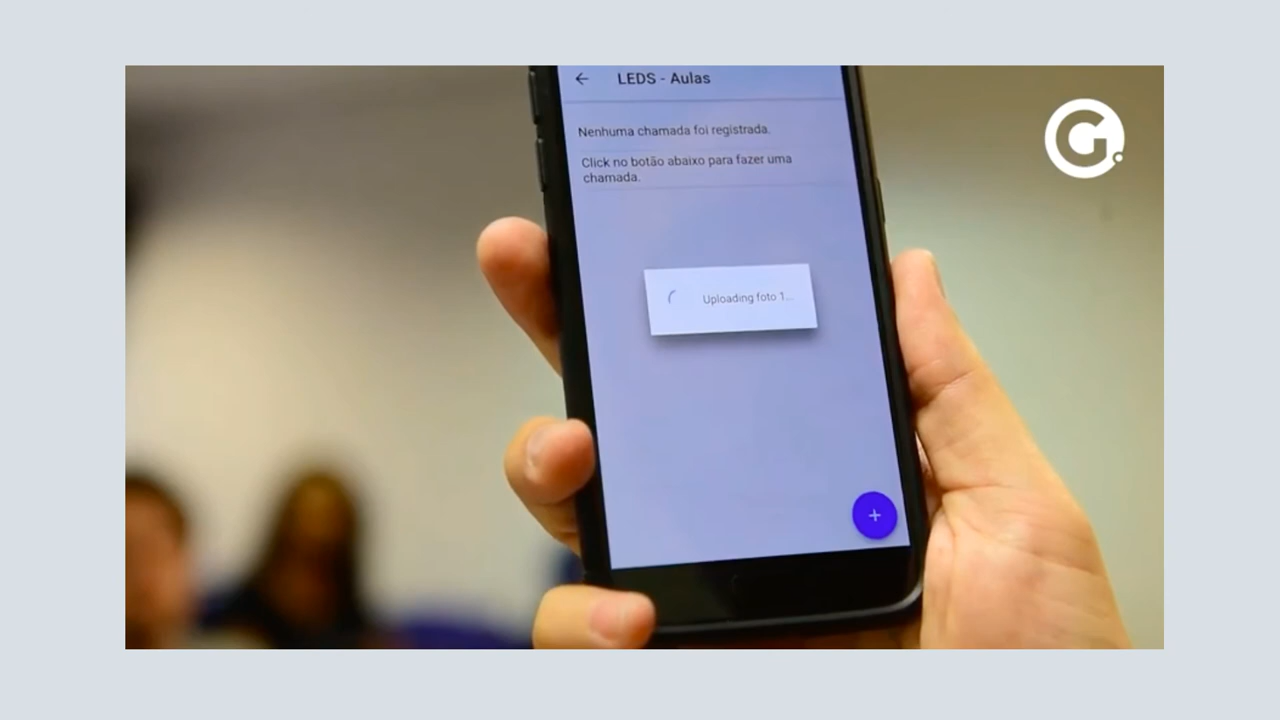 LEDS - Aulas
Nenhuma chamada foi registrada.
Click no botão abaixo para fazer uma
chamada.
Uploading foto 1...
+
G.